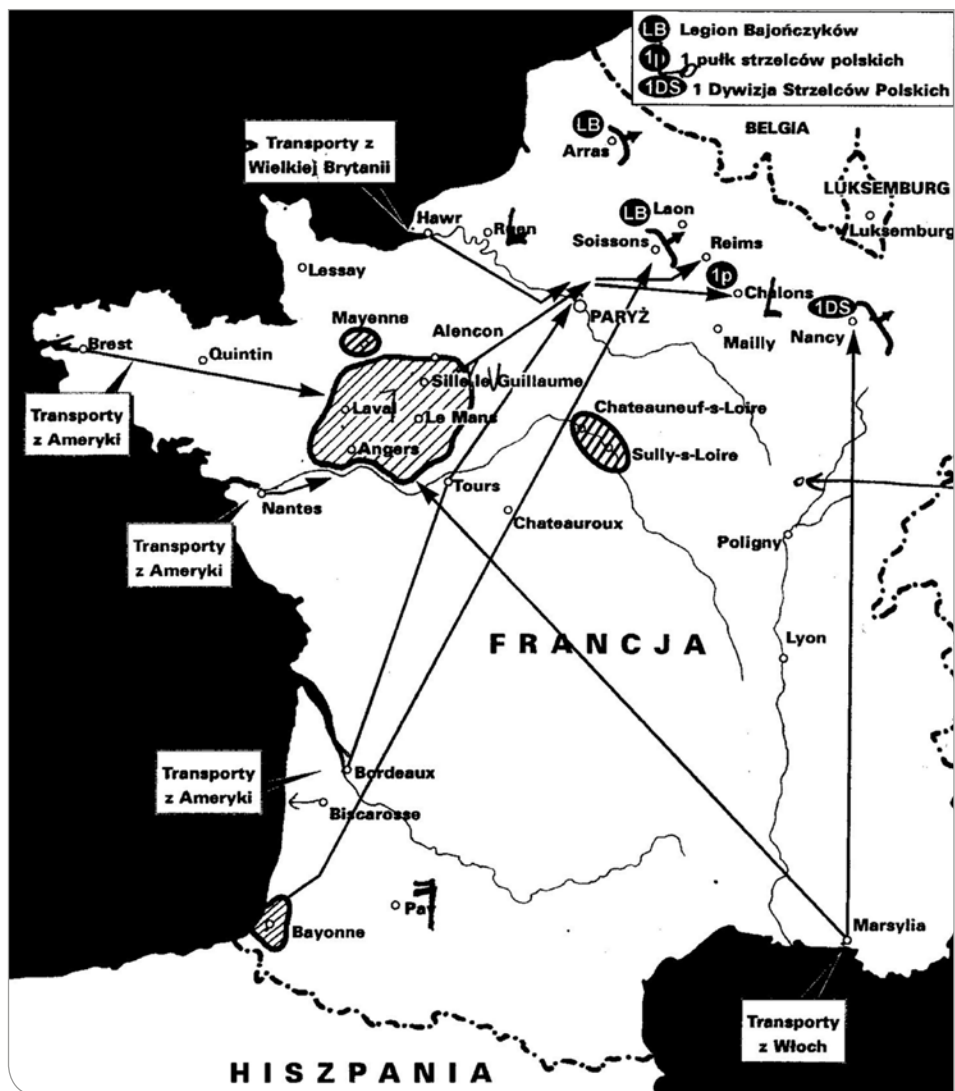 LB Legion Bajończyków
1p 1 pułk strzelców polskich
1DS 1 Dywizja Strzelców Polskich
BELGIA
LB
Arras
Transporty z
Wielkiej Brytanii
LUKSEMBURG
Luksemburg
Hawr
Ruan
LB
Laon
Soissons
Reims
Lessay
1p
Chalons
1DS
Nancy
Mayenne
Alencon
PARYŻ
Mailly
Brest
Quintin
Sille le Guillaume
Transporty
z Ameryki
Laval
Le Mans
Chateauneuf-s-Loire
Angers
Sully-s-Loire
Tours
Nantes
Chateauroux
Transporty
z Ameryki
Poligny
FRANCJA
Lyon
Transporty
z Ameryki
Bordeaux
Biscarosse
Pav
Bayonne
Marsylia
Transporty
z Włoch
HISZPANIA